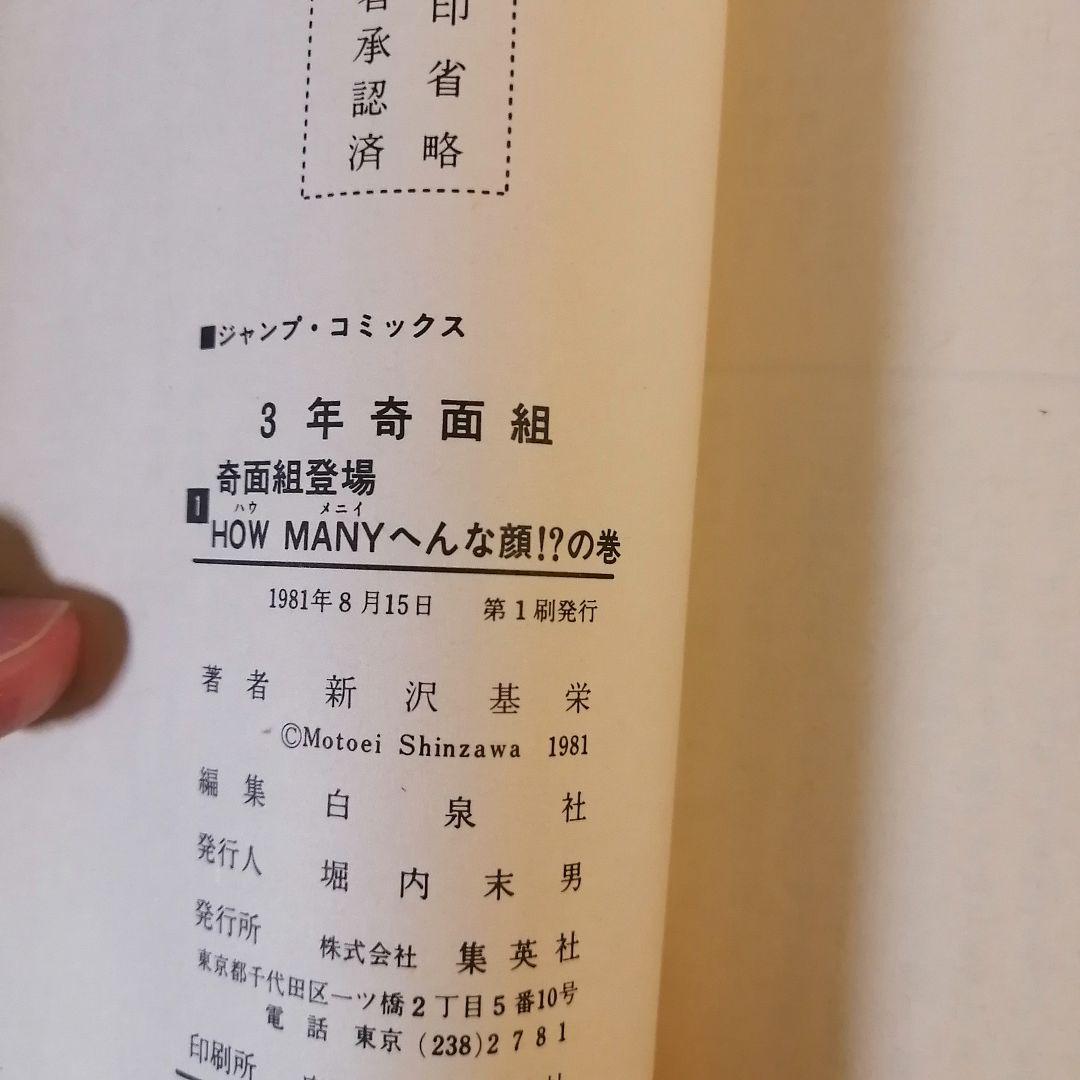 印省略
者承認済
■ジャンプ・コミックス
3年奇面組
1
奇面組登場
ハウ メニイ
HOW MANYへんな顔!?の巻
1981年8月15日 第1刷発行
著者 新沢基栄
©Motoei Shinzawa 1981
編集 白泉社
発行人 堀内末男
発行所 株式会社 集英社
東京都千代田区一ツ橋2丁目5番10号
電話 東京 (238)2781
印刷所